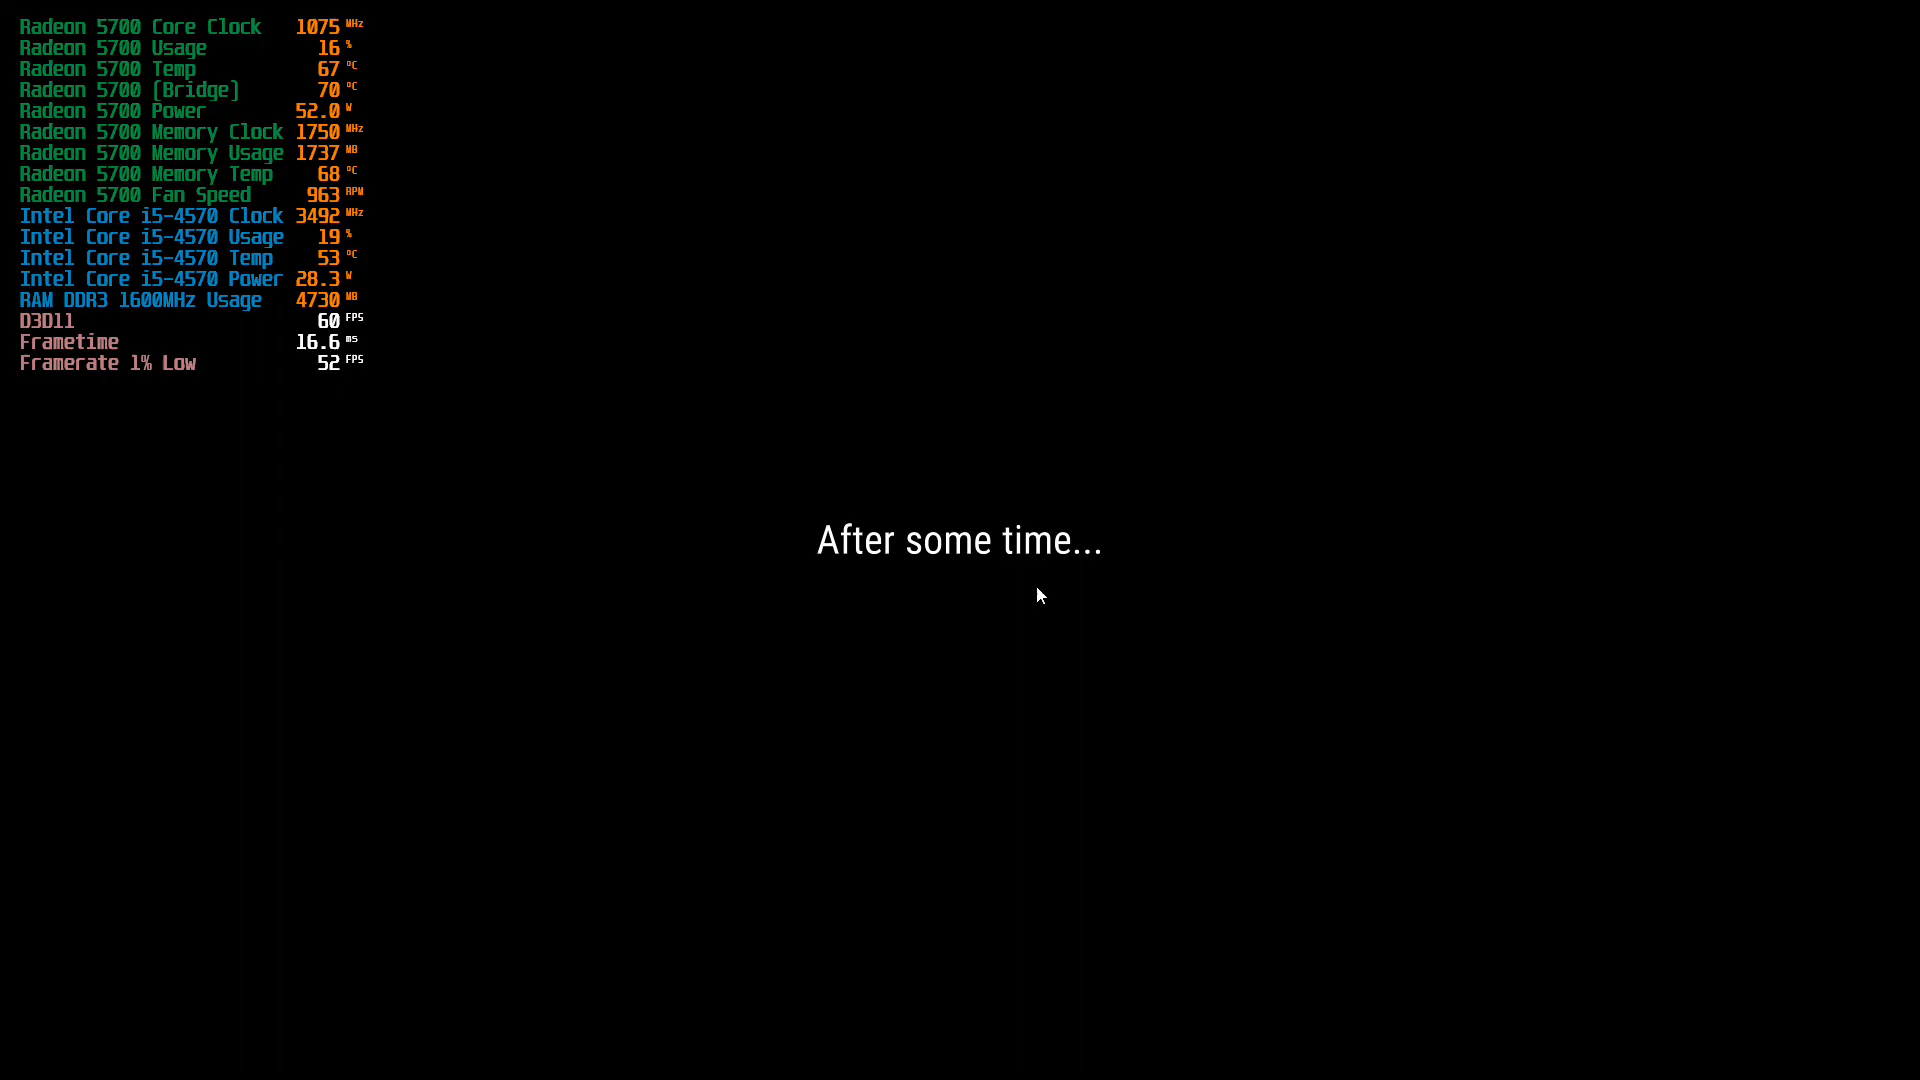 Radeon 5700 Core Clock 1075 MHz
Radeon 5700 Usage 16 %
Radeon 5700 Temp 67 °C
Radeon 5700 (Bridge) 70 °C
Radeon 5700 Power 52.0 W
Radeon 5700 Memory Clock 1750 MHz
Radeon 5700 Memory Usage 1737 MB
Radeon 5700 Memory Temp 68 °C
Radeon 5700 Fan Speed 963 RPM
Intel Core i5-4570 Clock 3492 MHz
Intel Core i5-4570 Usage 19 %
Intel Core i5-4570 Temp 53 °C
Intel Core i5-4570 Power 28.3 W
RAM DDR3 1600MHz Usage 4730 MB
D3D11 60 FPS
Frametime 16.6 ms
Framerate 1% Low 52 FPS
After some time...